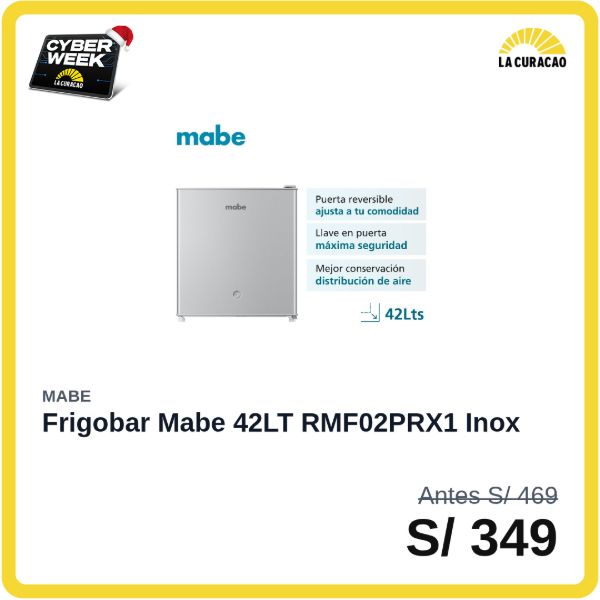 CYBER
WEEK
LA CURACAO
LA CURACAO
mabe
mabe
Puerta reversible
ajusta a tu comodidad
Llave en puerta
máxima seguridad
Mejor conservación
distribución de aire
42Lts
MABE
Frigobar Mabe 42LT RMF02PRX1 Inox
Antes S/ 469
S/ 349